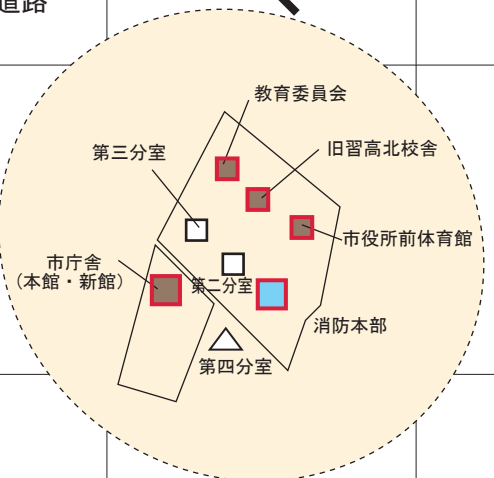 道路
教育委員会
第三分室
旧習高北校舎
市役所前体育館
市庁舎
（本館・新館）
第二分室
消防本部
第四分室